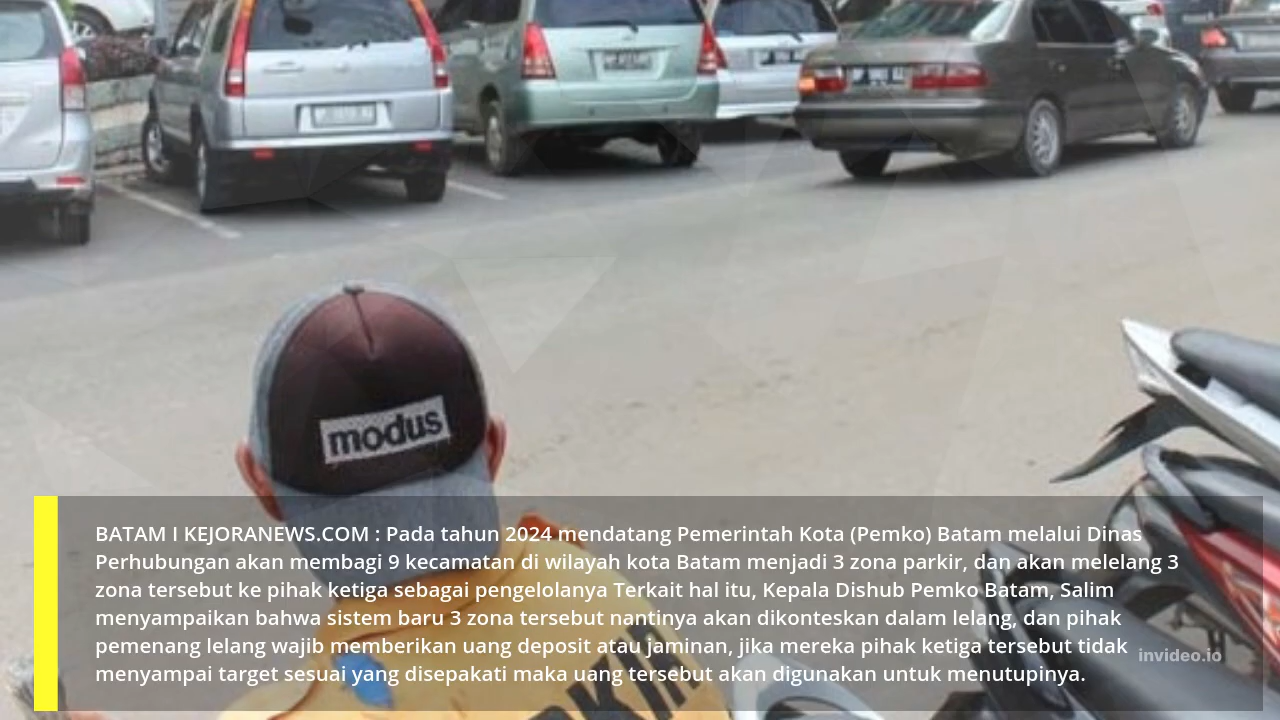 modus
BATAM I KEJORANEWS.COM : Pada tahun 2024 mendatang Pemerintah Kota (Pemko) Batam melalui Dinas
Perhubungan akan membagi 9 kecamatan di wilayah kota Batam menjadi 3 zona parkir, dan akan melelang 3
zona tersebut ke pihak ketiga sebagai pengelolanya Terkait hal itu, Kepala Dishub Pemko Batam, Salim
menyampaikan bahwa sistem baru 3 zona tersebut nantinya akan dikonteskan dalam lelang, dan pihak
pemenang lelang wajib memberikan uang deposit atau jaminan, jika mereka pihak ketiga tersebut tidak
menyampai target sesuai yang disepakati maka uang tersebut akan digunakan untuk menutupinya.
invideo.io